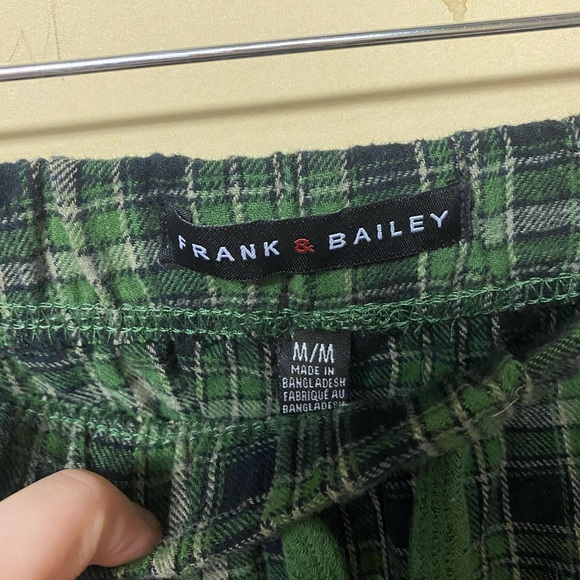 FRANK & BAILEY
M/M
MADE IN
BANGLADESH
FABRIQUÉ AU
BANGLADESH